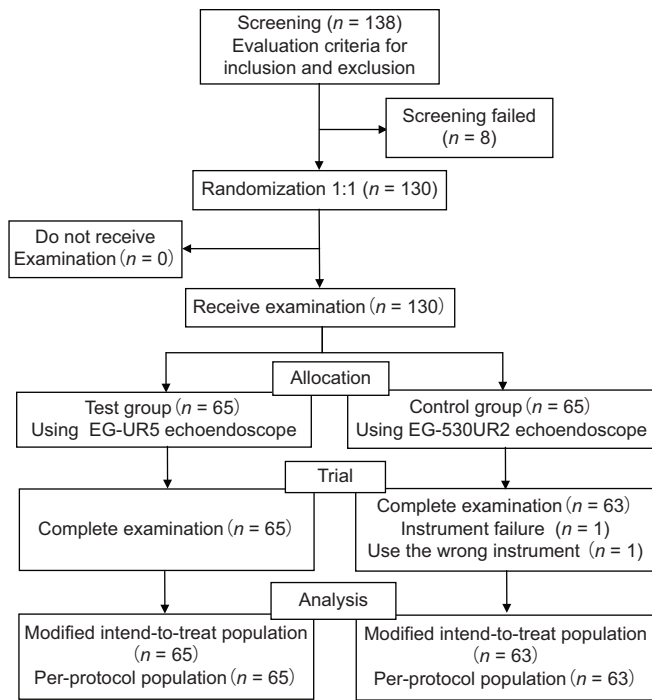 Screening (n = 138)
Evaluation criteria for
inclusion and exclusion
Screening failed
(n = 8)
Randomization 1:1 (n = 130)
Do not receive
Examination (n = 0)
Receive examination (n = 130)
Allocation
Test group (n = 65)
Using EG-UR5 echoendoscope
Control group (n = 65)
Using EG-530UR2 echoendoscope
Trial
Complete examination (n = 65)
Complete examination (n = 63)
Instrument failure (n = 1)
Use the wrong instrument (n = 1)
Analysis
Modified intend-to-treat population
(n = 65)
Per-protocol population (n = 65)
Modified intend-to-treat population
(n = 63)
Per-protocol population (n = 63)